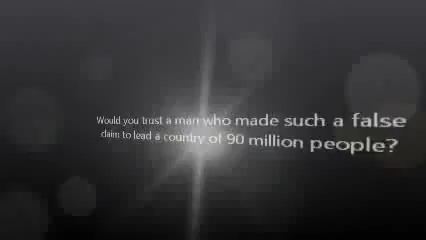 Would you trust a man who made such a false
claim to lead a country of 90 million people?